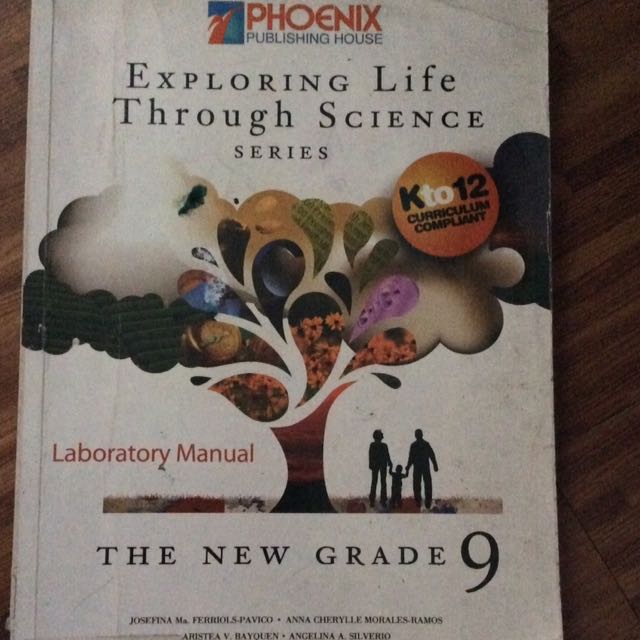 PHOENIX
PUBLISHING HOUSE
EXPLORING LIFE
THROUGH SCIENCE
SERIES
K to 12
CURRICULUM
COMPLIANT
Laboratory Manual
THE NEW GRADE 9
JOSEFINA Ma. FERRIOLS-PAVICO • ANNA CHERYLLE MORALES-RAMOS
ARISTEA V. BAYQUEN • ANGELINA A. SILVERIO